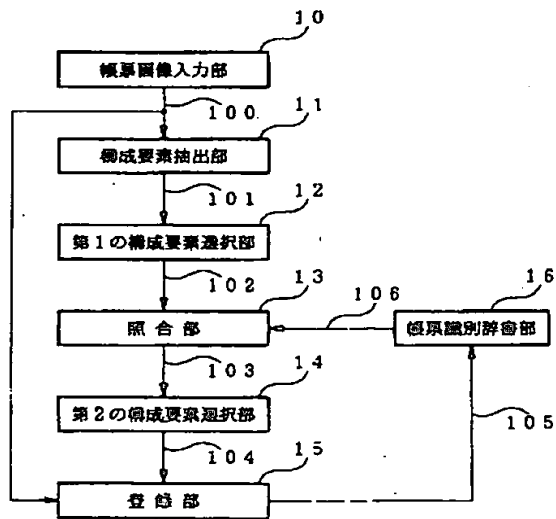 10
帳票画像入力部
100
11
構成要素抽出部
101
12
第1の構成要素選択部
102
13
照合部
106
16
帳票識別辞書部
103
14
第2の構成要素選択部
104
15
105
登録部